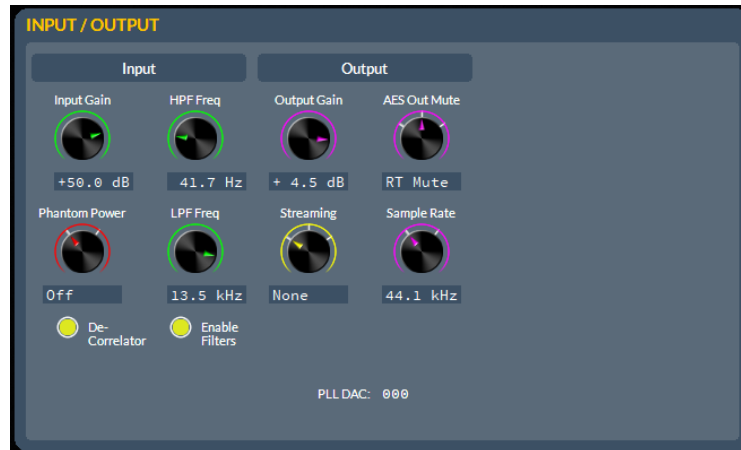 INPUT / OUTPUT
Input
Output
Input Gain
HPF Freq
Output Gain
AES Out Mute
+50.0 dB
41.7 Hz
+ 4.5 dB
RT Mute
Phantom Power
LPF Freq
Streaming
Sample Rate
Off
13.5 kHz
None
44.1 kHz
De-
Correlator
Enable
Filters
PLL DAC: 000